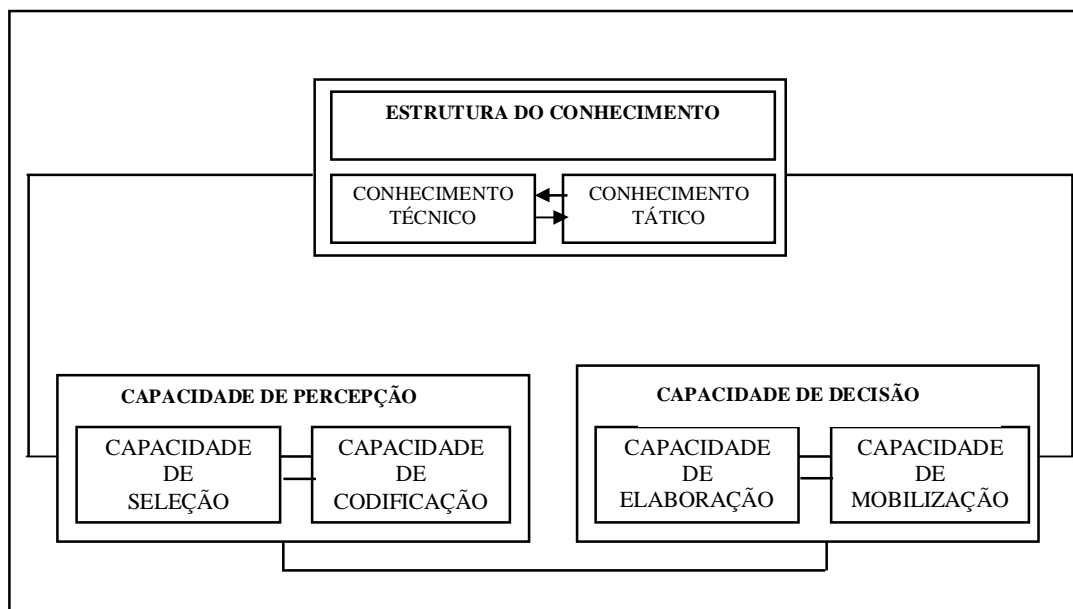 ESTRUTURA DO CONHECIMENTO
CONHECIMENTO
TÉCNICO
CONHECIMENTO
TÁTICO
CAPACIDADE DE PERCEPÇÃO
CAPACIDADE
DE
SELEÇÃO
CAPACIDADE
DE
CODIFICAÇÃO
CAPACIDADE DE DECISÃO
CAPACIDADE
DE
ELABORAÇÃO
CAPACIDADE
DE
MOBILIZAÇÃO